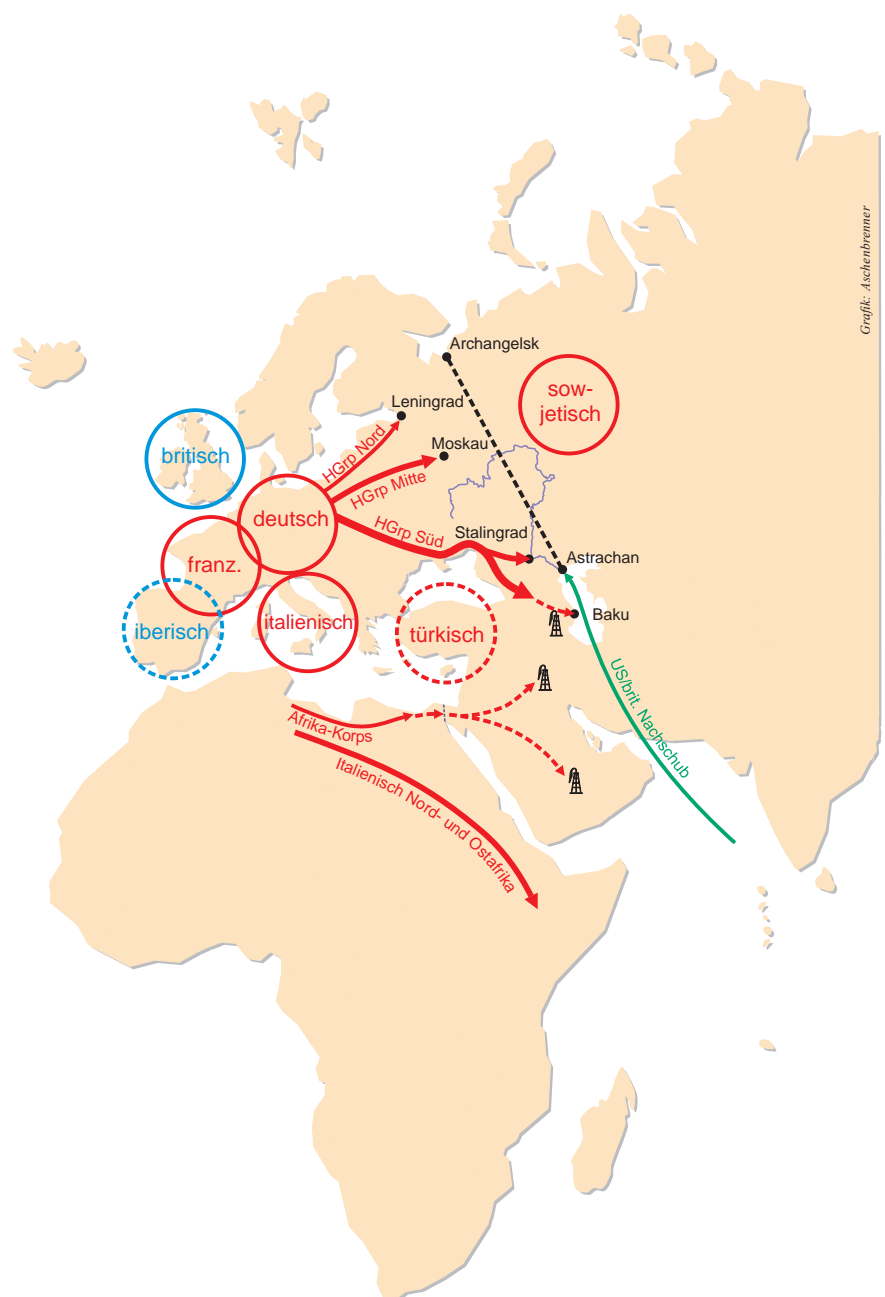 Grafik: Aschenbrenner
Archangelsk
sow-
jetisch
Leningrad
britisch
HGrp Nord
Moskau
HGrp Mitte
deutsch
HGrp Süd
Stalingrad
Astrachan
franz.
Baku
iberisch
italienisch
türkisch
US/brit. Nachschub
Afrika-Korps
Italienisch Nord- und Ostafrika